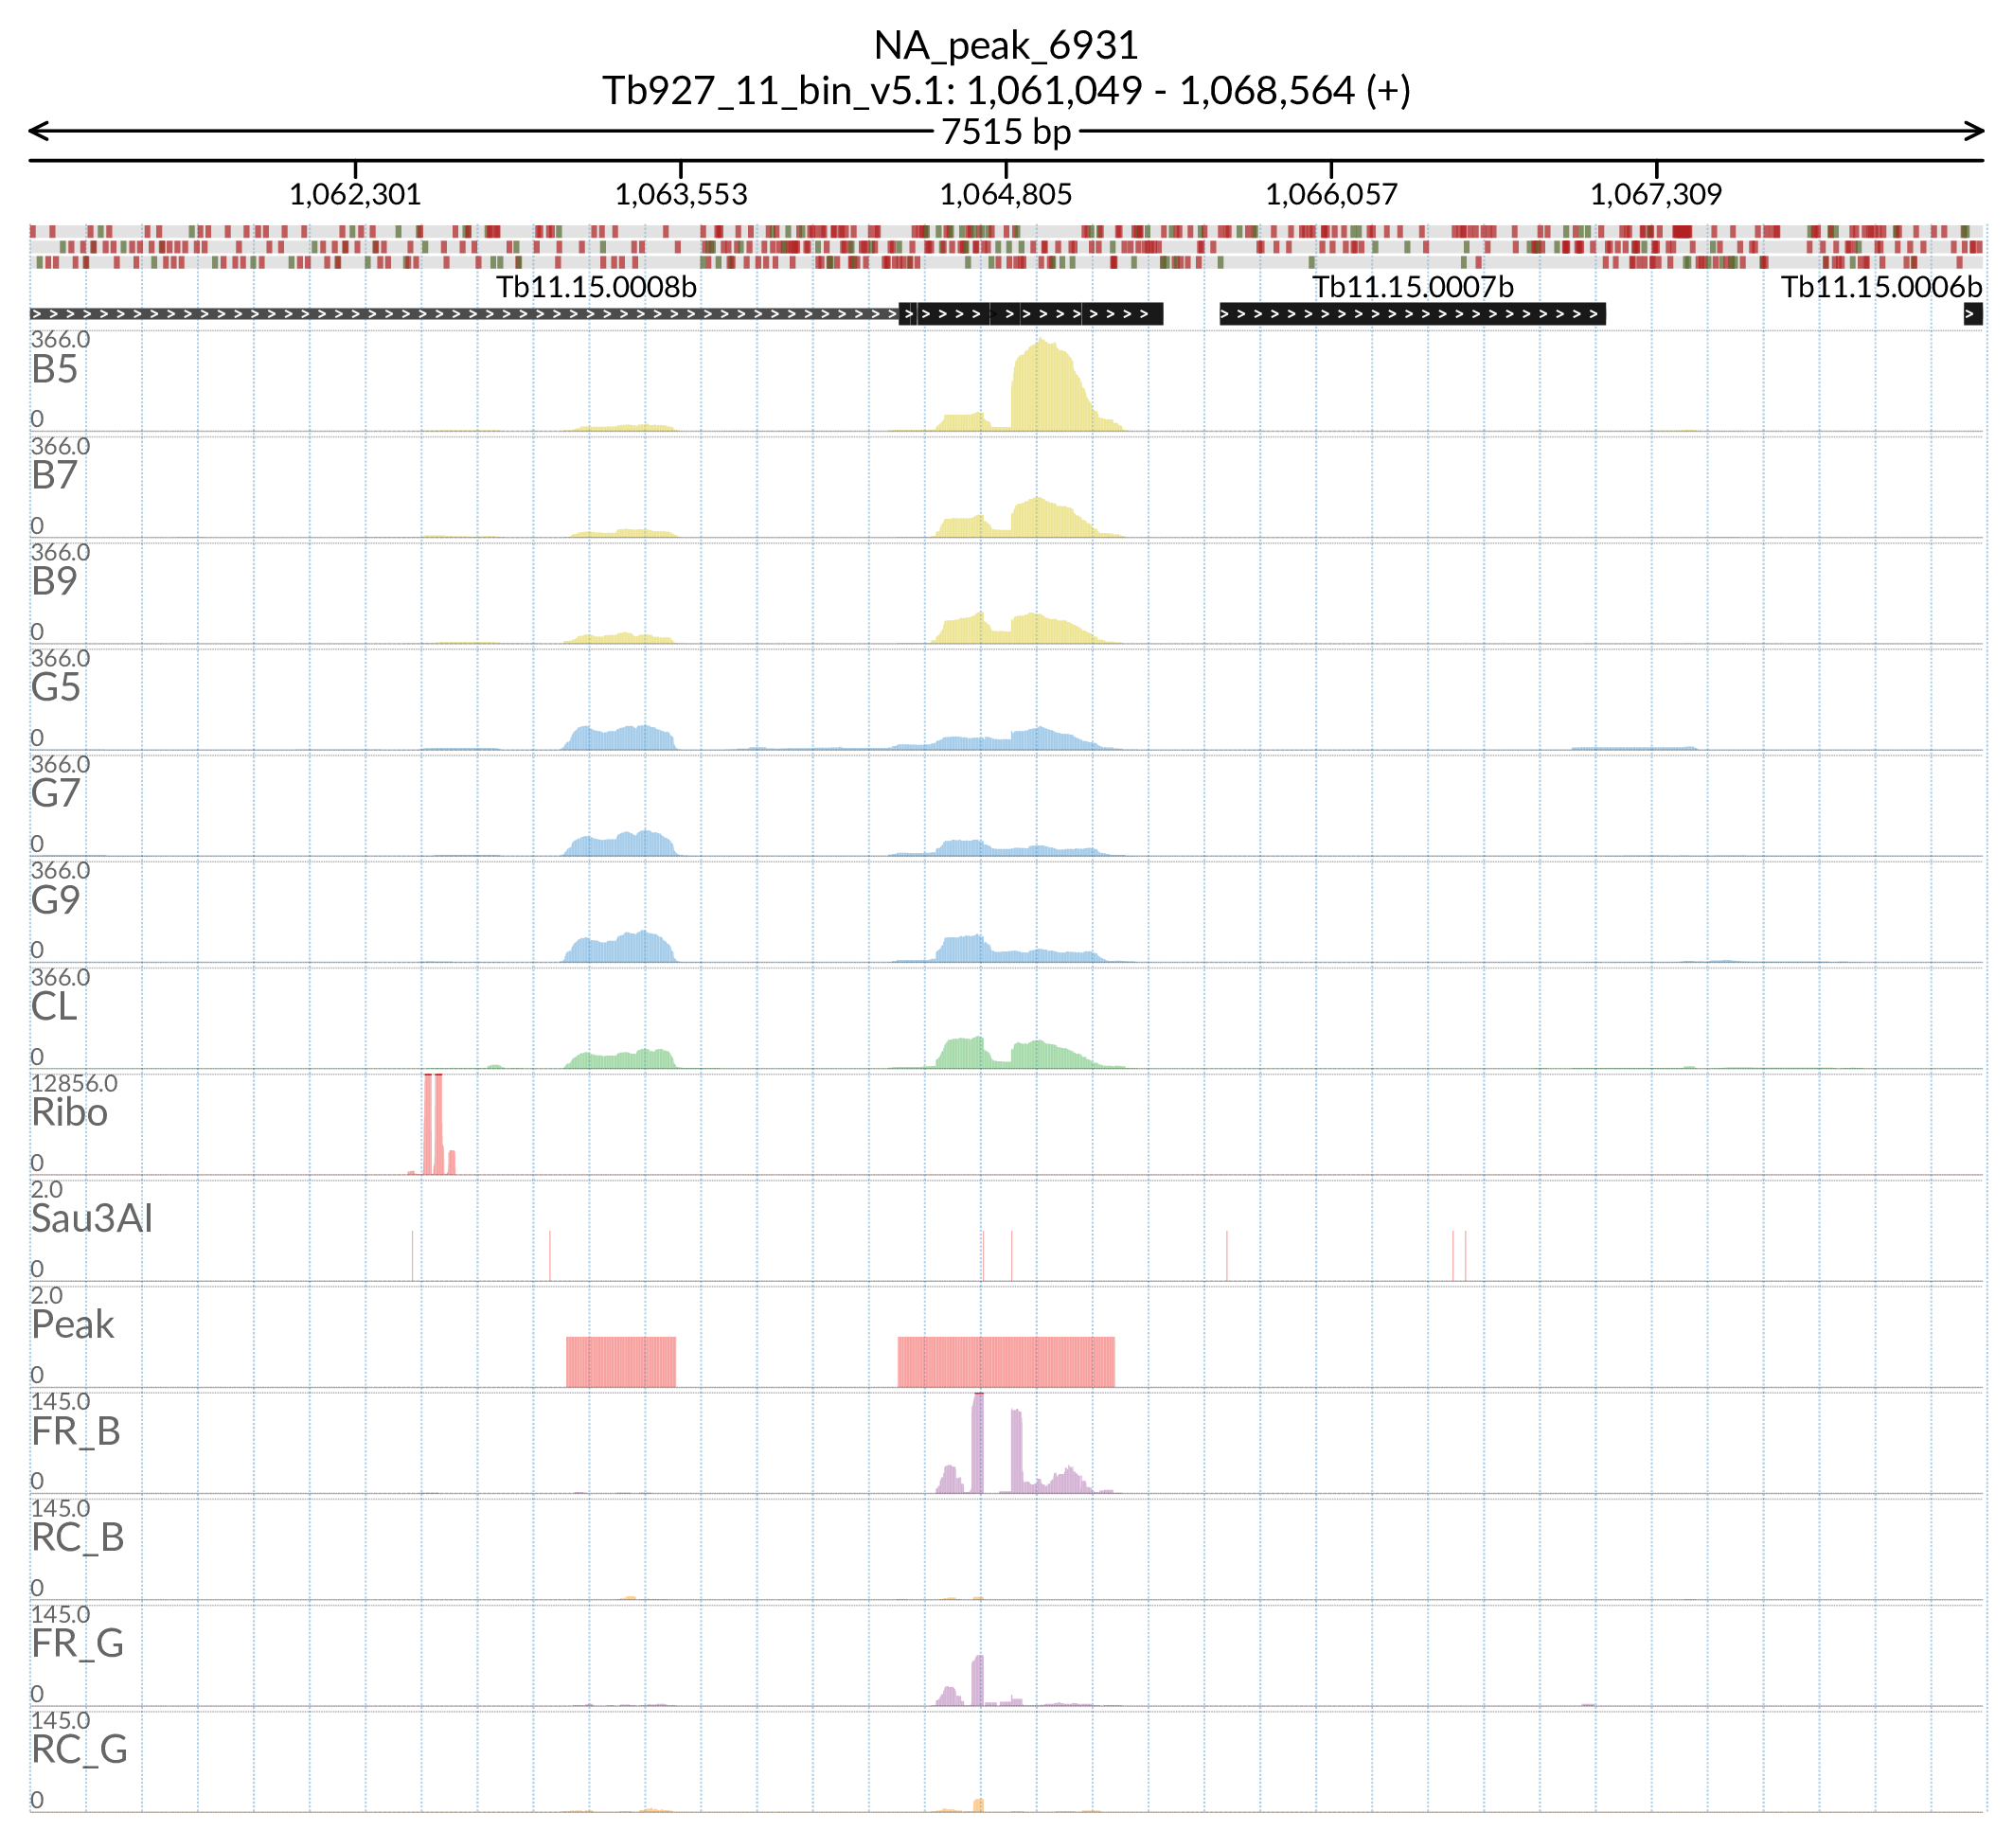 NA_peak_6931
Tb927_11_bin_v5.1: 1,061,049 - 1,068,564 (+)
7515 bp
1,062,301 1,063,553 1,064,805 1,066,057 1,067,309
Tb11.15.0008b Tb11.15.0007b Tb11.15.0006b
366.0
B5
0
366.0
B7
0
366.0
B9
0
366.0
G5
0
366.0
G7
0
366.0
G9
0
366.0
CL
0
12856.0
Ribo
0
2.0
Sau3AI
0
2.0
Peak
0
145.0
FR_B
0
145.0
RC_B
0
145.0
FR_G
0
145.0
RC_G
0